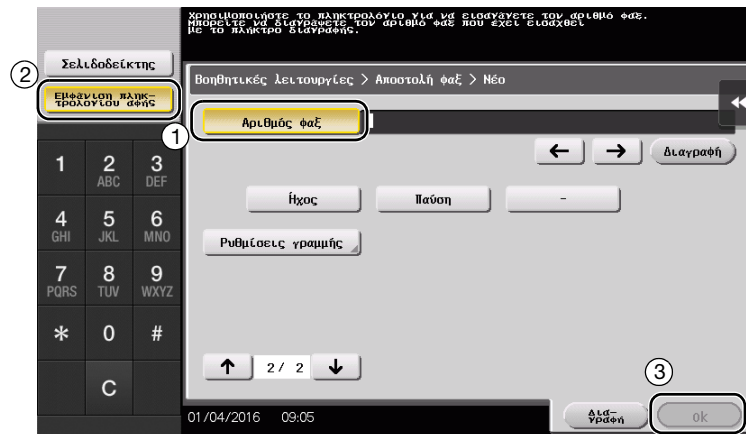 Χρησιμοποιήστε το πληκτρολόγιο για να εισαγάγετε τον αριθμό φαξ.
Μπορείτε να διαγράψετε τον αριθμό φαξ που έχει εισαχθεί
με το πλήκτρο διαγραφής.
Σελιδοδείκτης
2
Εμφάνιση πληκ-
τρολογίου αφής
Βοηθητικές λειτουργίες > Αποστολή φαξ > Νέο
Αριθμός φαξ
1
← → Διαγραφή
1 2 3
ABC DEF
Ήχος Παύση -
4 5 6
GHI JKL MNO
Ρυθμίσεις γραμμής
7 8 9
PQRS TUV WXYZ
* 0 #
↑ 2/ 2 ↓
C
3
01/04/2016 09:05
Δια-
γραφή
ok